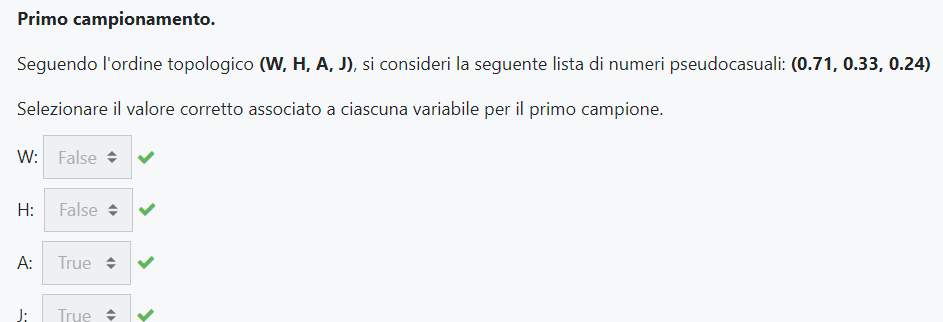 Primo campionamento.
Seguendo l'ordine topologico (W, H, A, J), si consideri la seguente lista di numeri pseudocasuali: (0.71, 0.33, 0.24)
Selezionare il valore corretto associato a ciascuna variabile per il primo campione.
W: False
H: False
A: True
J: True